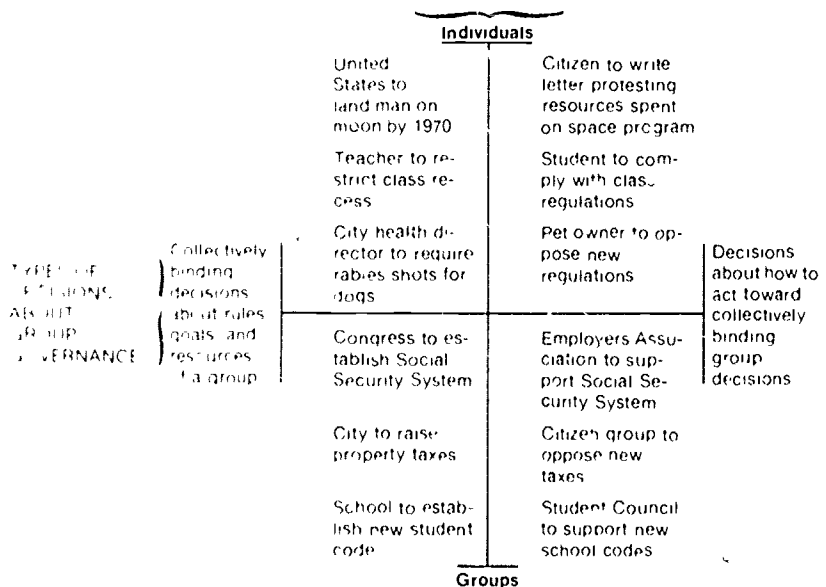 Individuals
United
States to
land man on
moon by 1970
Citizen to write
letter protesting
resources spent
on space program
Teacher to re-
strict class re-
cess
Student to com-
ply with class
regulations
City health di-
rector to require
rabies shots for
dogs
Pet owner to op-
pose new
regulations
TYPES OF
ABOUT
Collectively
binding
decisions
about rules
goals and
resources
a group
Decisions
about how to
act toward
collectively
binding
group
decisions
Congress to es-
tablish Social
Security System
Employers Asso-
ciation to sup-
port Social Se-
curity System
City to raise
property taxes
Citizen group to
oppose new
taxes
School to estab-
lish new student
code
Student Council
to support new
school codes
Groups